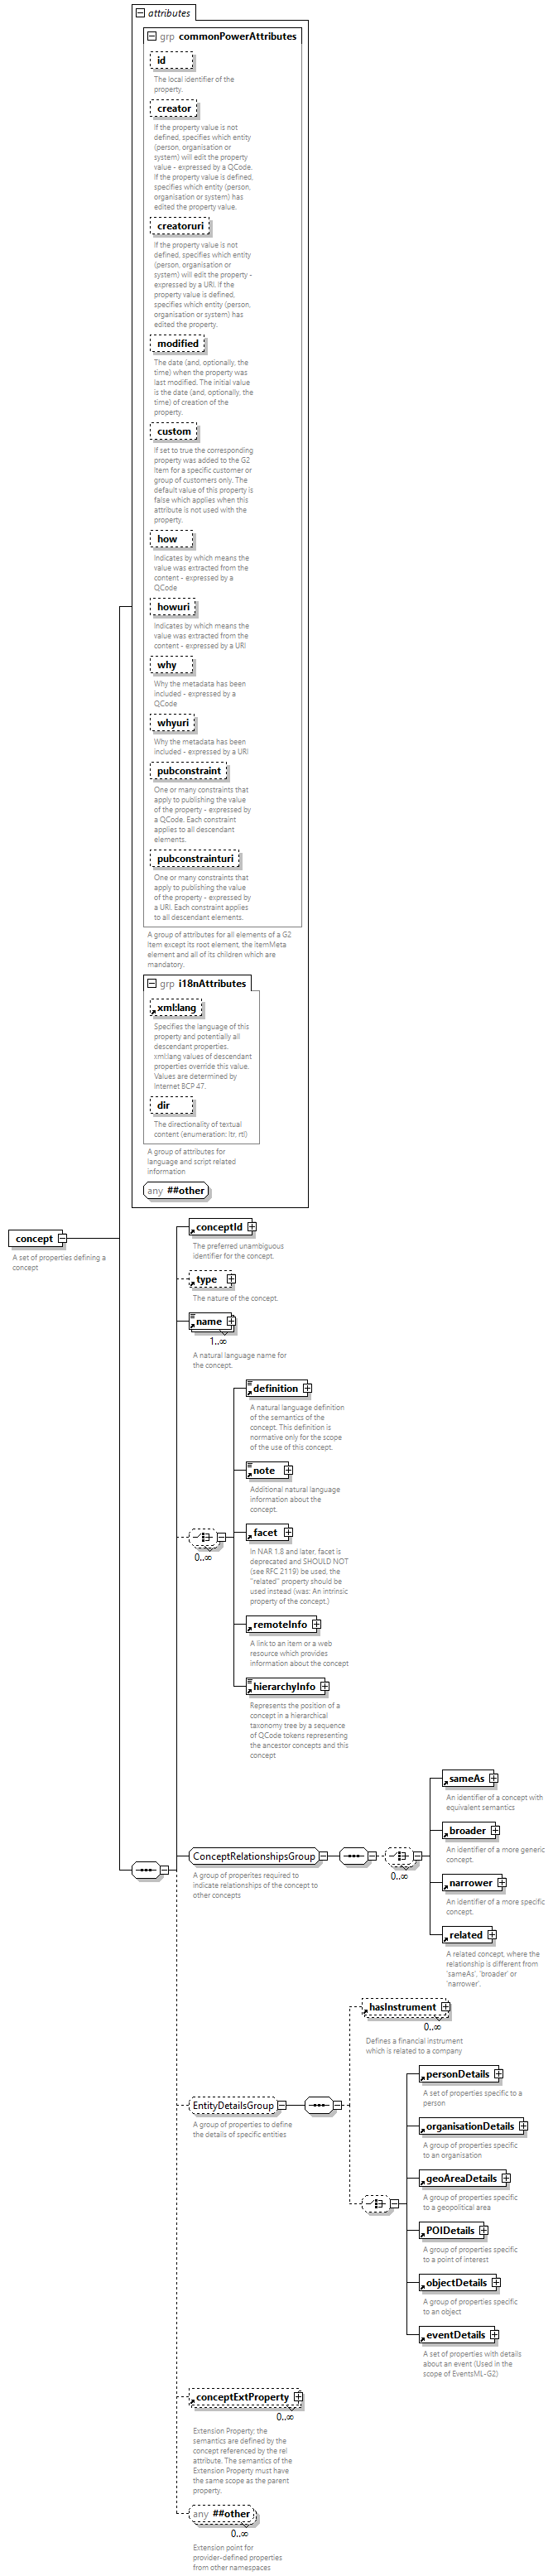 attributes
grp commonPowerAttributes
id
The local identifier of the
property.
creator
If the property value is not
defined, specifies which entity
(person, organisation or
system) will edit the property
value - expressed by a QCode.
If the property value is defined,
specifies which entity (person,
organisation or system) has
edited the property value.
creatoruri
If the property value is not
defined, specifies which entity
(person, organisation or
system) will edit the property -
expressed by a URI. If the
property value is defined,
specifies which entity (person,
organisation or system) has
edited the property.
modified
The date (and, optionally, the
time) when the property was
last modified. The initial value
is the date (and, optionally, the
time) of creation of the
property.
custom
If set to true the corresponding
property was added to the G2
Item for a specific customer or
group of customers only. The
default value of this property is
false which applies when this
attribute is not used with the
property.
how
Indicates by which means the
value was extracted from the
content - expressed by a
QCode
howuri
Indicates by which means the
value was extracted from the
content - expressed by a URI
why
Why the metadata has been
included - expressed by a
QCode
whyuri
Why the metadata has been
included - expressed by a URI
pubconstraint
One or many constraints that
apply to publishing the value
of the property - expressed by
a QCode. Each constraint
applies to all descendant
elements.
pubconstrainturi
One or many constraints that
apply to publishing the value
of the property - expressed by
a URI. Each constraint applies
to all descendant elements.
A group of attributes for all elements of a G2
Item except its root element, the itemMeta
element and all of its children which are
mandatory.
grp i18nAttributes
xml:lang
Specifies the language of this
property and potentially all
descendant properties.
xml:lang values of descendant
properties override this value.
Values are determined by
Internet BCP 47.
dir
The directionality of textual
content (enumeration: ltr, rtl)
A group of attributes for
language and script related
information
any ##other
concept
A set of properties defining a
concept
conceptId
The preferred unambiguous
identifier for the concept.
type
The nature of the concept.
name
1..∞
A natural language name for
the concept.
definition
A natural language definition
of the semantics of the
concept. This definition is
normative only for the scope
of the use of this concept.
note
Additional natural language
information about the
concept.
0..∞
facet
In NAR 1.8 and later, facet is
deprecated and SHOULD NOT
(see RFC 2119) be used, the
"related" property should be
used instead (was: An intrinsic
property of the concept.)
remoteInfo
A link to an item or a web
resource which provides
information about the concept
hierarchyInfo
Represents the position of a
concept in a hierarchical
taxonomy tree by a sequence
of QCode tokens representing
the ancestor concepts and this
concept
ConceptRelationshipsGroup
A group of properites required to
indicate relationships of the concept to
other concepts
0..∞
sameAs
An identifier of a concept with
equivalent semantics
broader
An identifier of a more generic
concept.
narrower
An identifier of a more specific
concept.
related
A related concept, where the
relationship is different from
'sameAs', 'broader' or
'narrower'.
EntityDetailsGroup
A group of properties to define
the details of specific entities
hasInstrument
0..∞
Defines a financial instrument
which is related to a company
personDetails
A set of properties specific to a
person
organisationDetails
A group of properties specific
to an organisation
geoAreaDetails
A group of properties specific
to a geopolitical area
POIDetails
A group of properties specific
to a point of interest
objectDetails
A group of properties specific
to an object
eventDetails
A set of properties with details
about an event (Used in the
scope of EventsML-G2)
conceptExtProperty
0..∞
Extension Property: the
semantics are defined by the
concept referenced by the rel
attribute. The semantics of the
Extension Property must have
the same scope as the parent
property.
any ##other
0..∞
Extension point for
provider-defined properties
from other namespaces